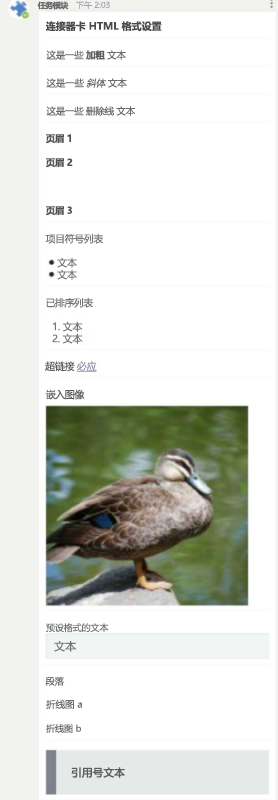 任务模块 下午 2:03
连接器卡 HTML 格式设置
这是一些 加粗 文本
这是一些 斜体 文本
这是一些 删除线 文本
页眉 1
页眉 2
页眉 3
项目符号列表
• 文本
• 文本
已排序列表
1. 文本
2. 文本
超链接 必应
嵌入图像
预设格式的文本
文本
段落
折线图 a
折线图 b
引用号文本